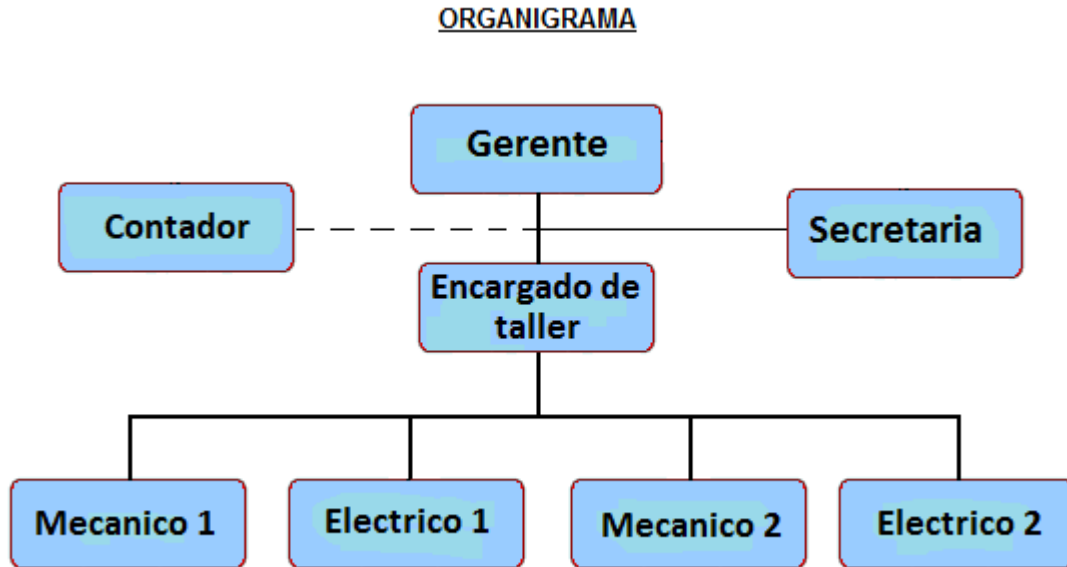 ORGANIGRAMA
Gerente
Contador
Secretaria
Encargado de
taller
Mecanico 1
Electrico 1
Mecanico 2
Electrico 2